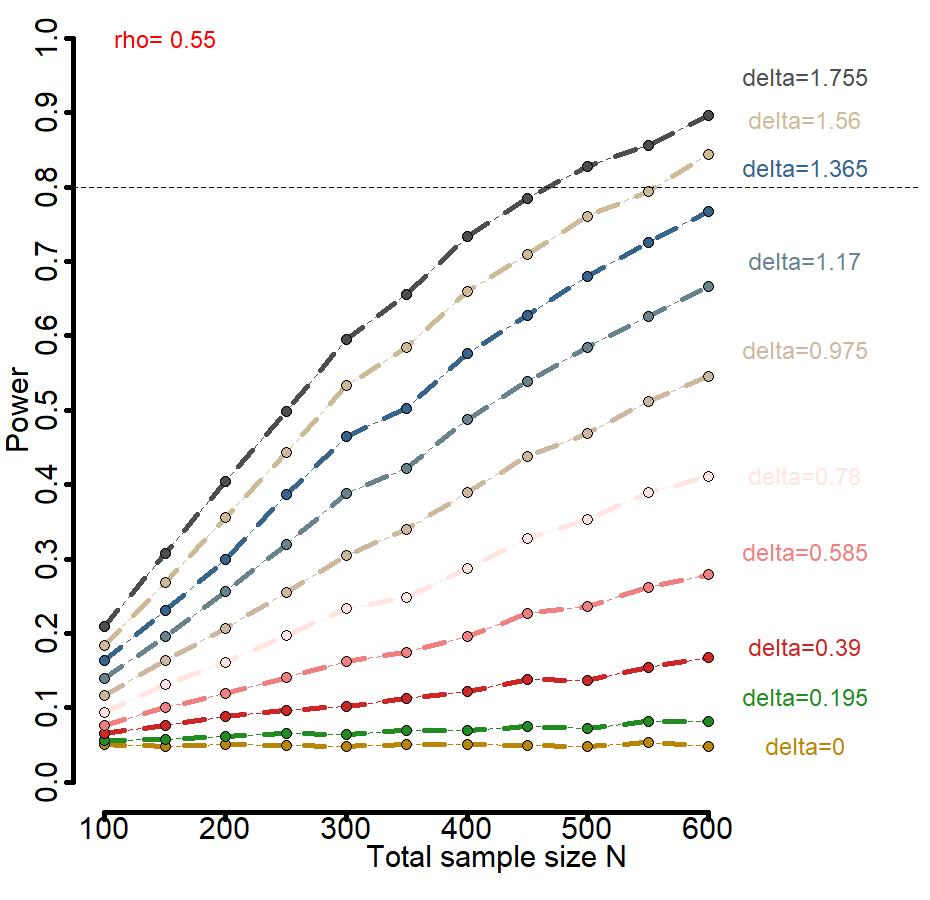 rho= 0.55
1.0
0.9
0.8
0.7
0.6
0.5
0.4
0.3
0.2
0.1
0.0
Power
delta=1.755
delta=1.56
delta=1.365
delta=1.17
delta=0.975
delta=0.78
delta=0.585
delta=0.39
delta=0.195
delta=0
100 200 300 400 500 600
Total sample size N